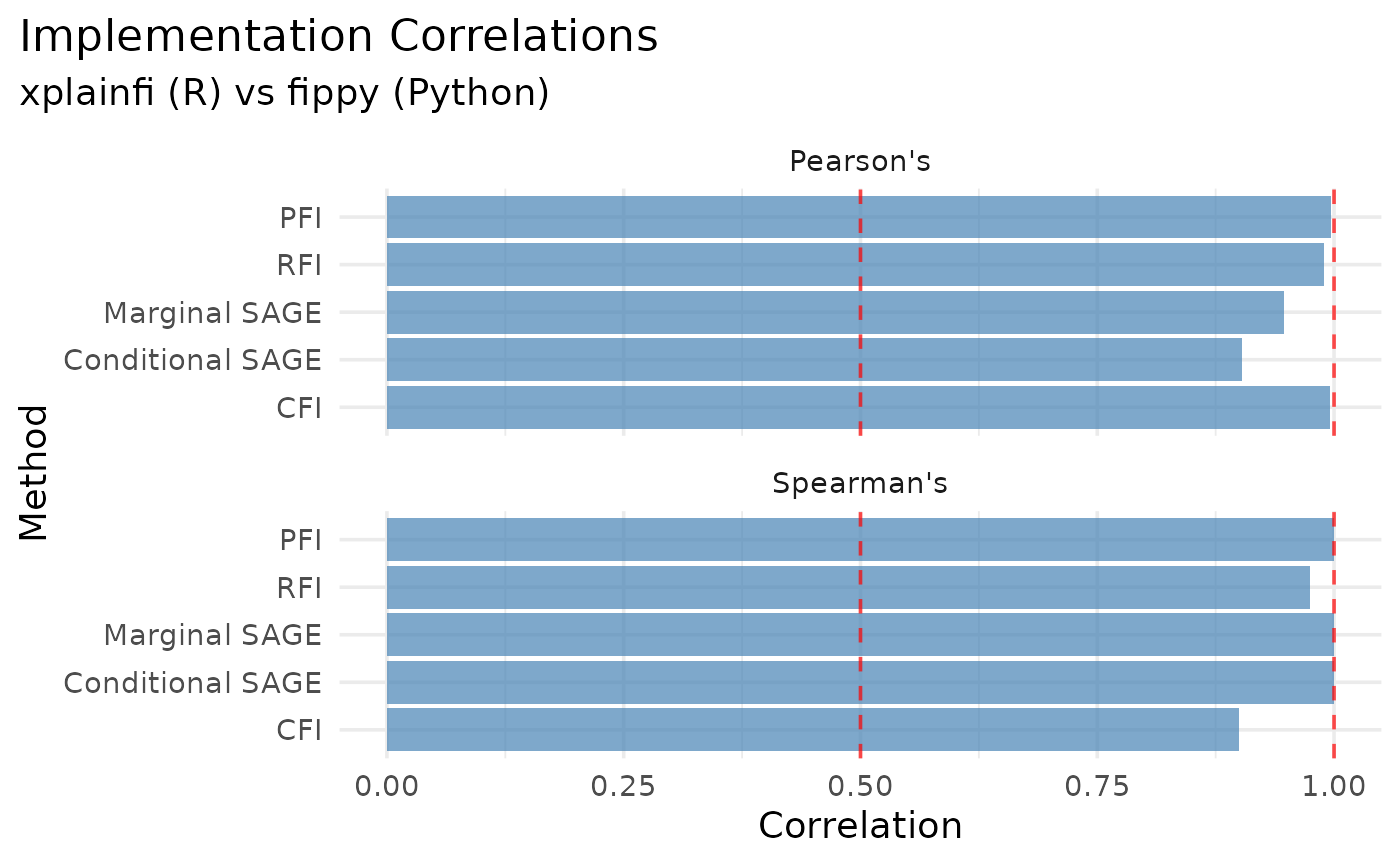 Implementation Correlations
xplainfi (R) vs fippy (Python)
Pearson's
PFI
RFI
Marginal SAGE
Conditional SAGE
CFI
Method
Spearman's
PFI
RFI
Marginal SAGE
Conditional SAGE
CFI
0.00 0.25 0.50 0.75 1.00
Correlation